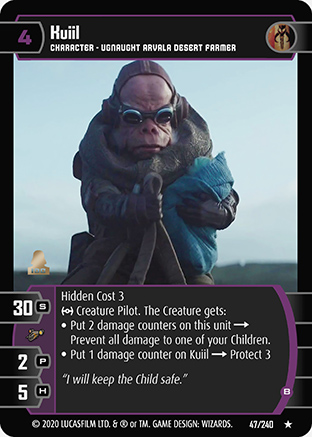 4
Kuiil
CHARACTER - UGNAUGHT ARVALA DESERT FARMER
30 S
2 P
5 H
Hidden Cost 3
Creature Pilot. The Creature gets:
• Put 2 damage counters on this unit →
Prevent all damage to one of your Children.
• Put 1 damage counter on Kuiil → Protect 3
"I will keep the Child safe."
B
© 2020 LUCASFILM LTD. & ® or TM. GAME DESIGN: WIZARDS.
47/240 ★